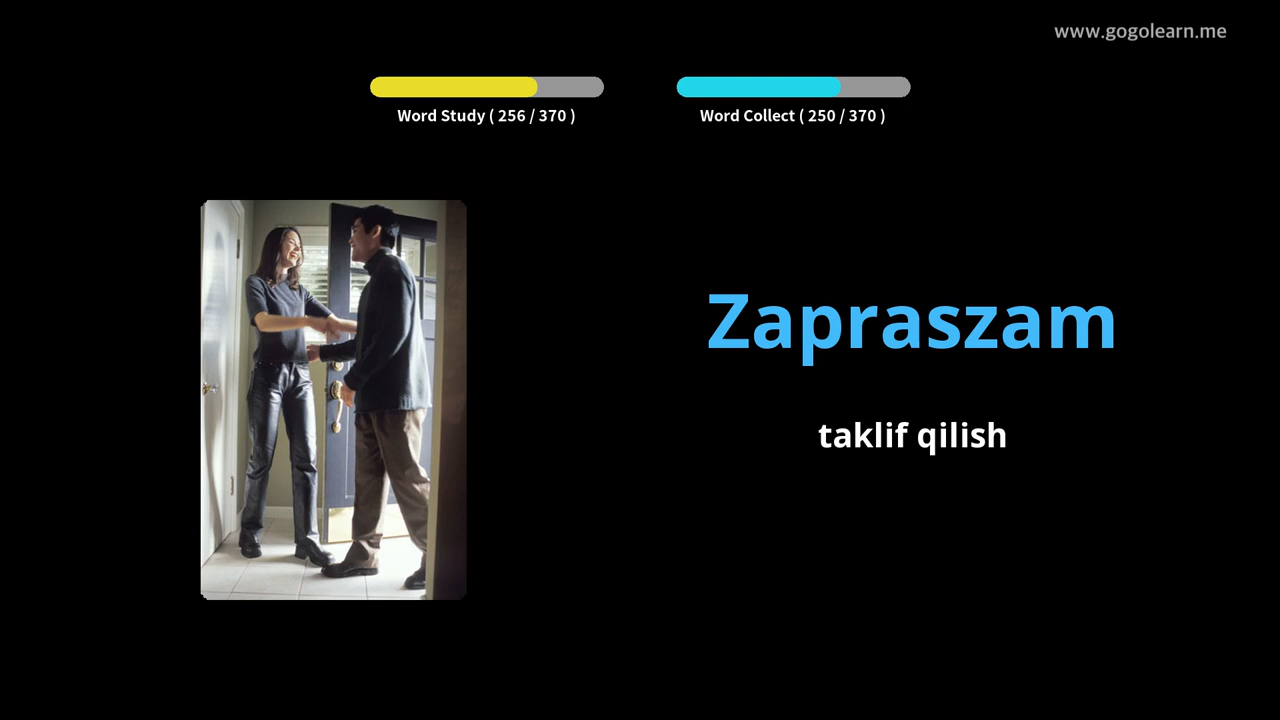 www.gogolearn.me
Word Study ( 256 / 370 )
Word Collect ( 250 / 370 )
Zapraszam
taklif qilish